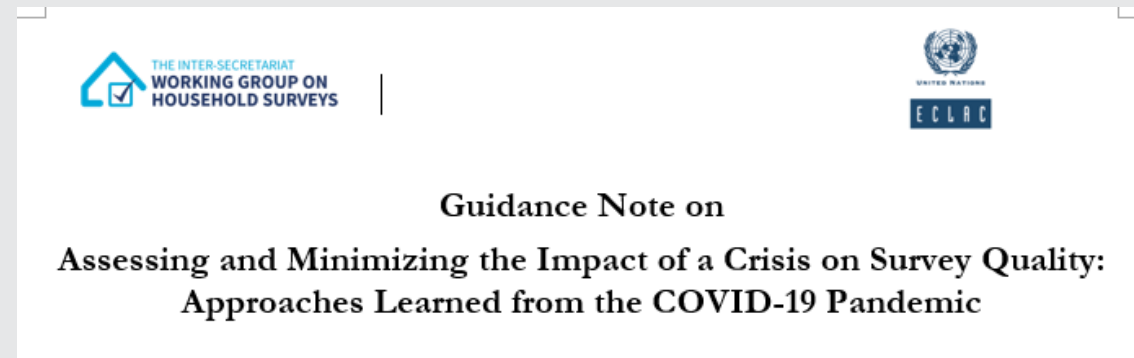 THE INTER-SECRETARIAT
WORKING GROUP ON
HOUSEHOLD SURVEYS
UNITED NATIONS
ECLAC
Guidance Note on
Assessing and Minimizing the Impact of a Crisis on Survey Quality:
Approaches Learned from the COVID-19 Pandemic